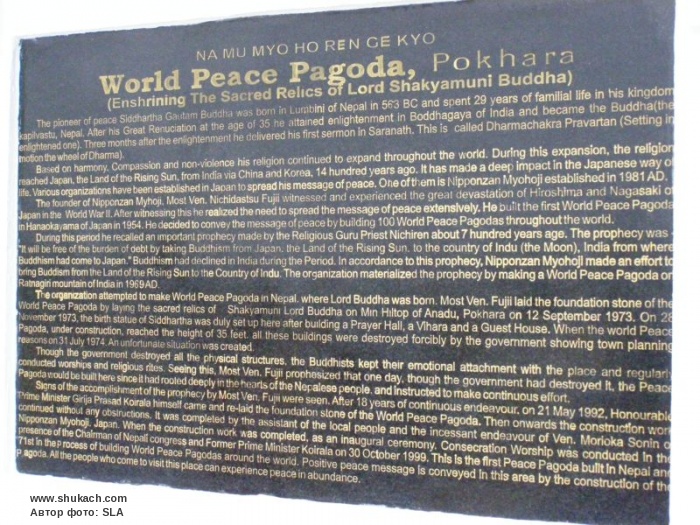 NA MU MYO HO REN GE KYO
World Peace Pagoda, Pokhara
(Enshrining The Sacred Relics of Lord Shakyamuni Buddha)
The pioneer of peace Siddhartha Gautam Buddha was born in Lumbini of Nepal in 563 BC and spent 29 years of familial life in his kingdom
kapilvastu, Nepal. After his Great Renuciation at the age of 35 he attained enlightenment in Boddhagaya of India and became the Buddha(the
enlightened one). Three months after the enlightenment he delivered his first sermon in Saranath. This is called Dharmachakra Pravartan (Setting in
motion the wheel of Dharma).
Based on harmony, Compassion and non-violence his religion continued to expand throughout the world. During this expansion, the religion
reached Japan, the Land of the Rising Sun, from India via China and Korea, 14 hundred years ago. It has made a deep impact in the Japanese way of
life. Various organizations have been established in Japan to spread his message of peace. One of them is Nipponzan Myohoji established in 1981 AD.
The founder of Nipponzan Myhoji, Most Ven. Nichidastsu Fujii witnessed and experienced the great devastation of Hiroshima and Nagasaki of
Japan in the World War II. After witnessing this he realized the need to spread the message of peace extensively. He built the first World Peace Pagoda
in Hanaokayama of Japan in 1954. He decided to convey the message of peace by building 100 World Peace Pagodas throughout the world.
During this period he recalled an important prophecy made by the Religious Guru Priest Nichiren about 7 hundred years ago. The prophecy was
"It will be free of the burden of debt by taking Buddhism from Japan, the Land of the Rising Sun, to the country of Indu (the Moon), India from where
Buddhism had come to Japan." Buddhism had declined in India during the Period. In accordance to this prophecy, Nipponzan Myohoji made an effort to
bring Buddism from the Land of the Rising Sun to the Country of Indu. The organization materialized the prophecy by making a World Peace Pagoda on
Ratnagiri mountain of India in 1969 AD.
The organization attempted to make World Peace Pagoda in Nepal, where Lord Buddha was born. Most Ven. Fujii laid the foundation stone of the
World Peace Pagoda by laying the sacred relics of Shakyamuni Lord Buddha on Min Hiltop of Anadu, Pokhara on 12 September 1973. On 28
November 1973, the birth statue of Siddhartha was duly set up here after building a Prayer Hall, a Vihara and a Guest House. When the world Peace
Pagoda, under construction, reached the height of 35 feet, all these buildings were destroyed forcibly by the government showing town planning
reasons on 31 July 1974. An unfortunate situation was created.
Though the government destroyed all the physical structures, the Buddhists kept their emotional attachment with the place and regularly
conducted worships and religious rites. Seeing this, Most Ven. Fujii prophesized that one day, though the government had destroyed it, the Peace
Pagoda would be built here since it had rooted deeply in the hearts of the Nepalese people, and instructed to make continuous effort.
Signs of the accomplishment of the prophecy by Most Ven. Fujii were seen. After 18 years of continuous endeavour, on 21 May 1992, Honourable
Prime Minister Girija Prasad Koirala himself came and re-laid the foundation stone of the World Peace Pagoda. Then onwards the construction work
continued without any obstructions. It was completed by the assistant of the local people and the incessant endeavour of Ven. Morioka Sonin of
Nipponzan Myohoji, Japan. When the construction work was completed, as an inaugural ceremony, Consecration Worship was conducted in the
presence of the Chairman of Nepali congress and Former Prime Minister Koirala on 30 October 1999. This is the first Peace Pagoda built in Nepal and
71st in the process of building World Peace Pagodas around the world. Positive peace message is conveyed in this area by the construction of the
Pagoda. All the people who come to visit this place can experience peace in abundance.
www.shukach.com
Автор фото: SLA